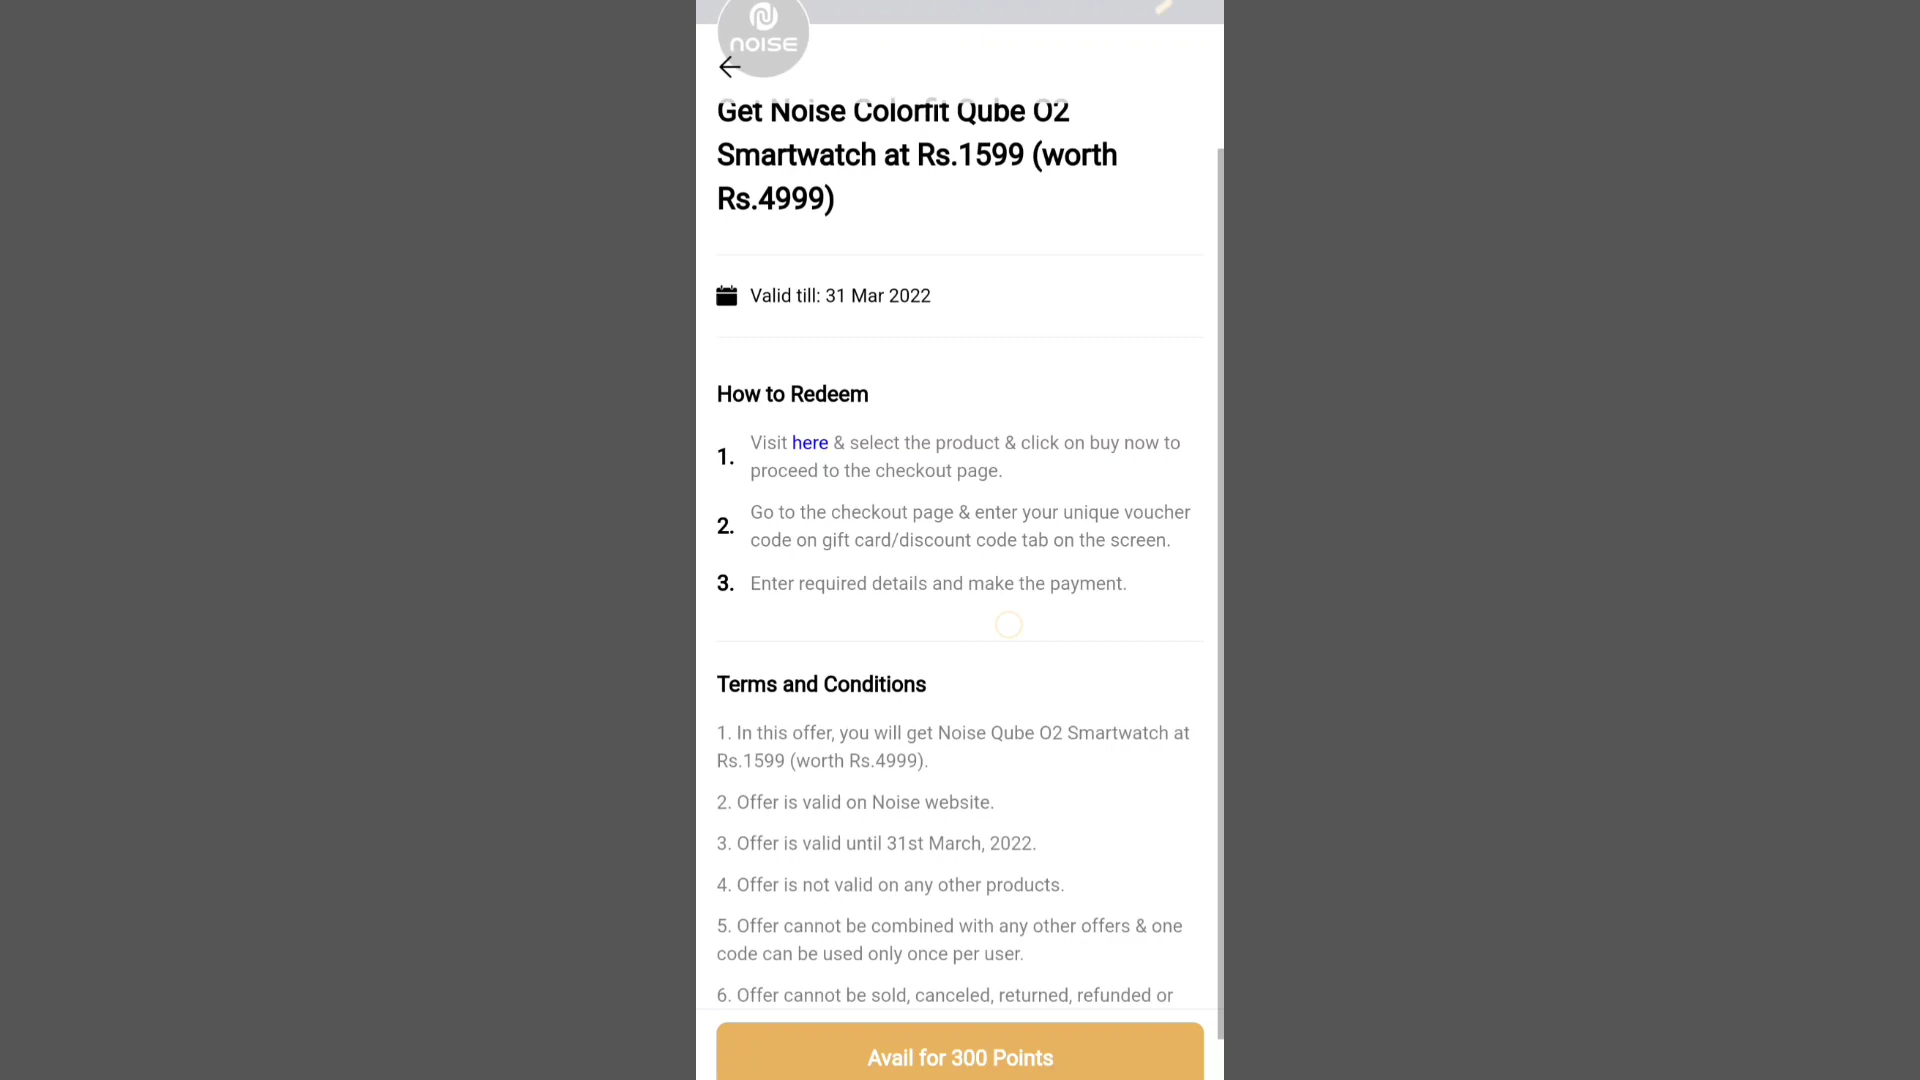 noise
Get Noise Colorfit Qube O2
Smartwatch at Rs.1599 (worth
Rs.4999)
Valid till: 31 Mar 2022
How to Redeem
1. Visit here & select the product & click on buy now to
proceed to the checkout page.
2. Go to the checkout page & enter your unique voucher
code on gift card/discount code tab on the screen.
3. Enter required details and make the payment.
Terms and Conditions
1. In this offer, you will get Noise Qube O2 Smartwatch at
Rs.1599 (worth Rs.4999).
2. Offer is valid on Noise website.
3. Offer is valid until 31st March, 2022.
4. Offer is not valid on any other products.
5. Offer cannot be combined with any other offers & one
code can be used only once per user.
6. Offer cannot be sold, canceled, returned, refunded or
Avail for 300 Points